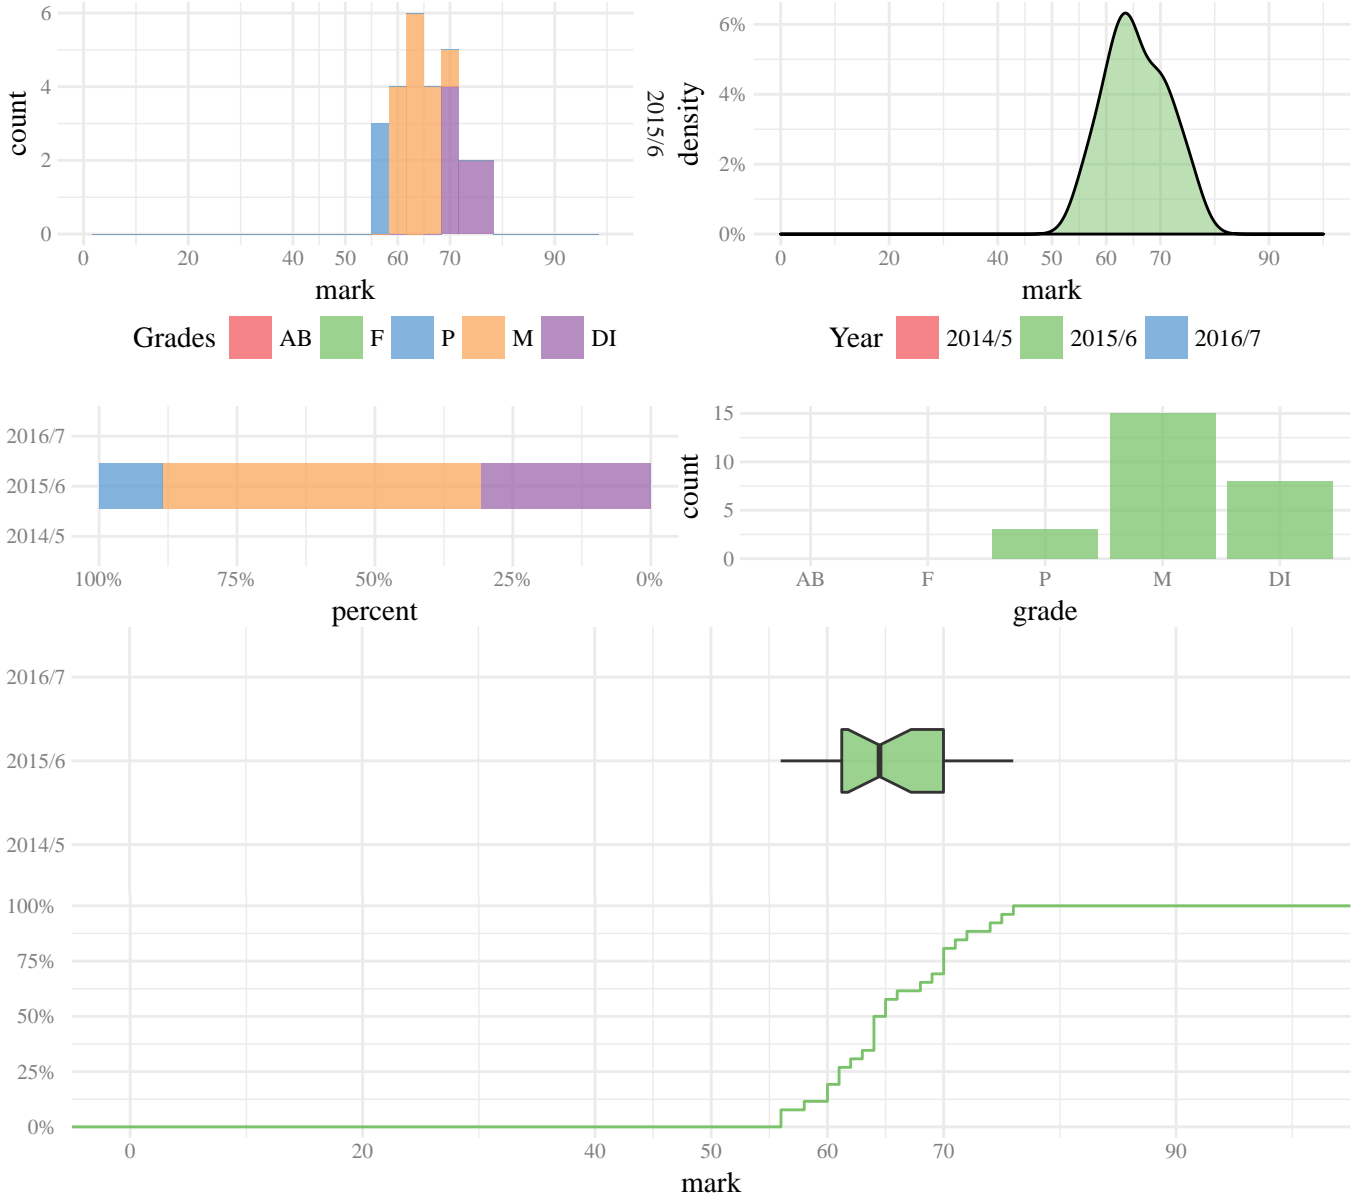 6
4
2
0
count
0 20 40 50 60 70 90
mark
2015/6
6%
4%
2%
0%
density
0 20 40 50 60 70 90
mark
Grades AB F P M DI
Year 2014/5 2015/6 2016/7
2016/7
2015/6
2014/5
100% 75% 50% 25% 0%
percent
15
10
5
0
count
AB F P M DI
grade
2016/7
2015/6
2014/5
100%
75%
50%
25%
0%
0 20 40 50 60 70 90
mark